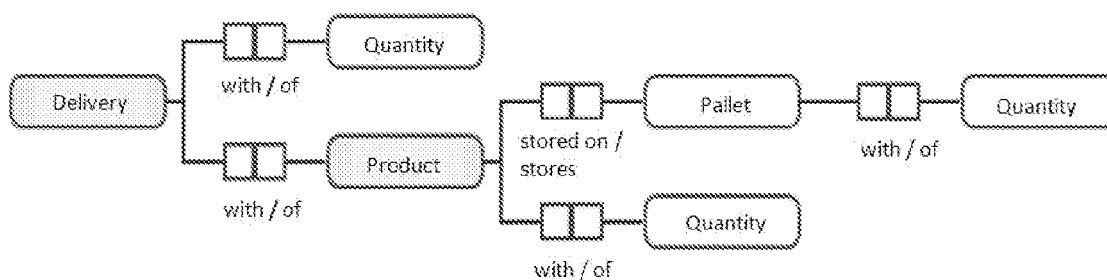 Quantity
with / of
Delivery
Product
with / of
stored on /
stores
Pallet
with / of
Quantity
Quantity
with / of